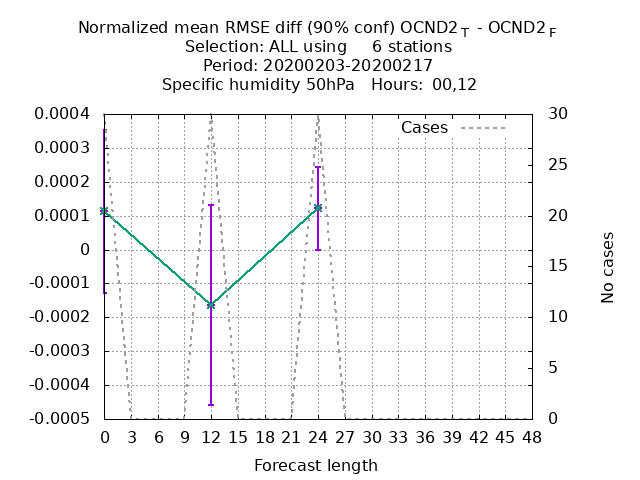 Normalized mean RMSE diff (90% conf) OCND2 T - OCND2 F
Selection: ALL using     6 stations
Period: 20200203-20200217
Specific humidity 50hPa   Hours:  00,12
Cases
0.0004
0.0003
0.0002
0.0001
0
-0.0001
-0.0002
-0.0003
-0.0004
-0.0005
30
25
20
15
10
5
0
No cases
0 3 6 9 12 15 18 21 24 27 30 33 36 39 42 45 48
Forecast length